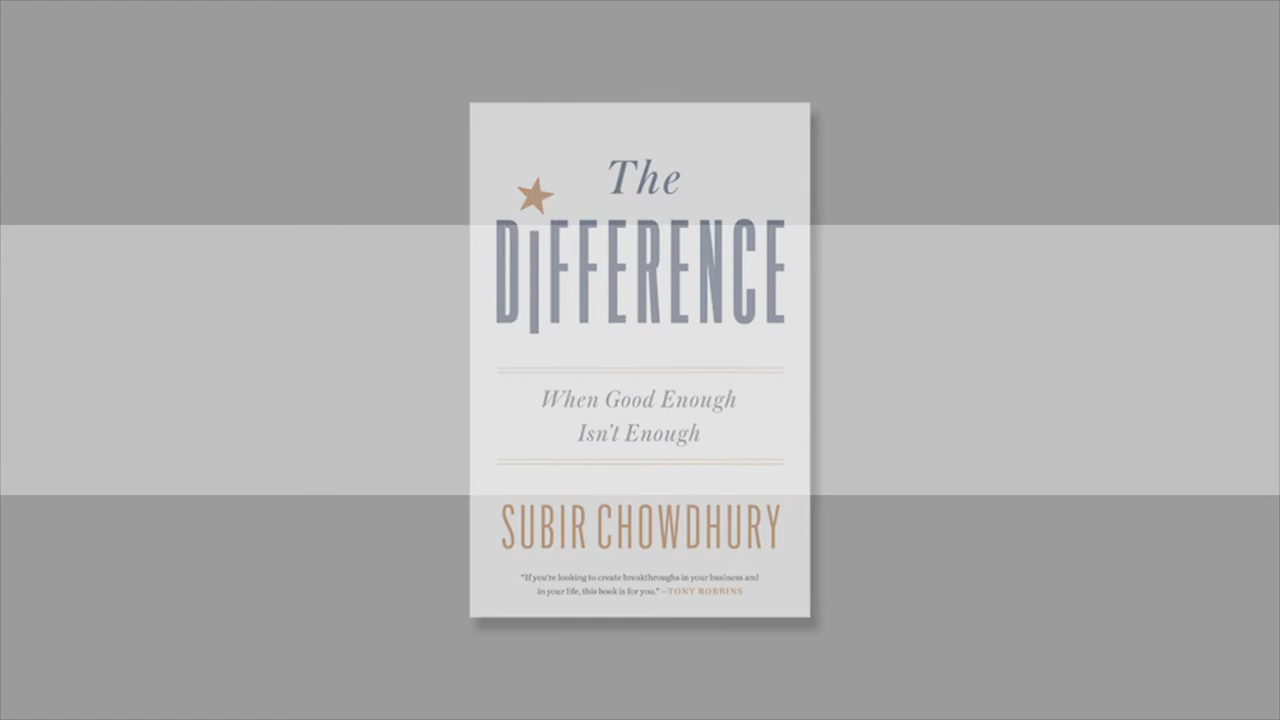 The
DiFFERENCE
When Good Enough
Isn't Enough
SUBIR CHOWDHURY
"If you're looking to create breakthroughs in your business and
in your life, this book is for you." —TONY ROBBINS